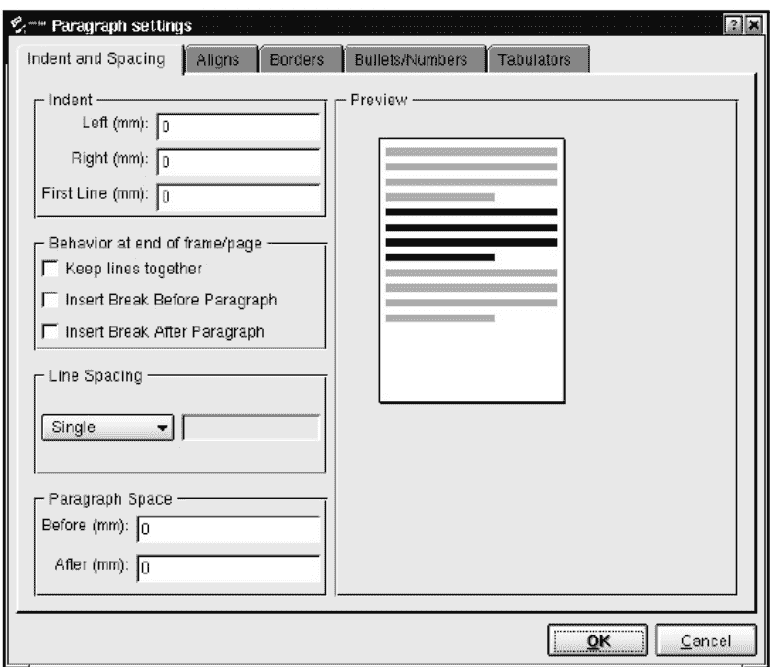 Paragraph settings
Indent and Spacing Aligns Borders Bullets/Numbers Tabulators
Indent
Left (mm): 0
Right (mm): 0
First Line (mm): 0
Behavior at end of frame/page
Keep lines together
Insert Break Before Paragraph
Insert Break After Paragraph
Line Spacing
Single
Paragraph Space
Before (mm): 0
After (mm): 0
Preview
OK Cancel